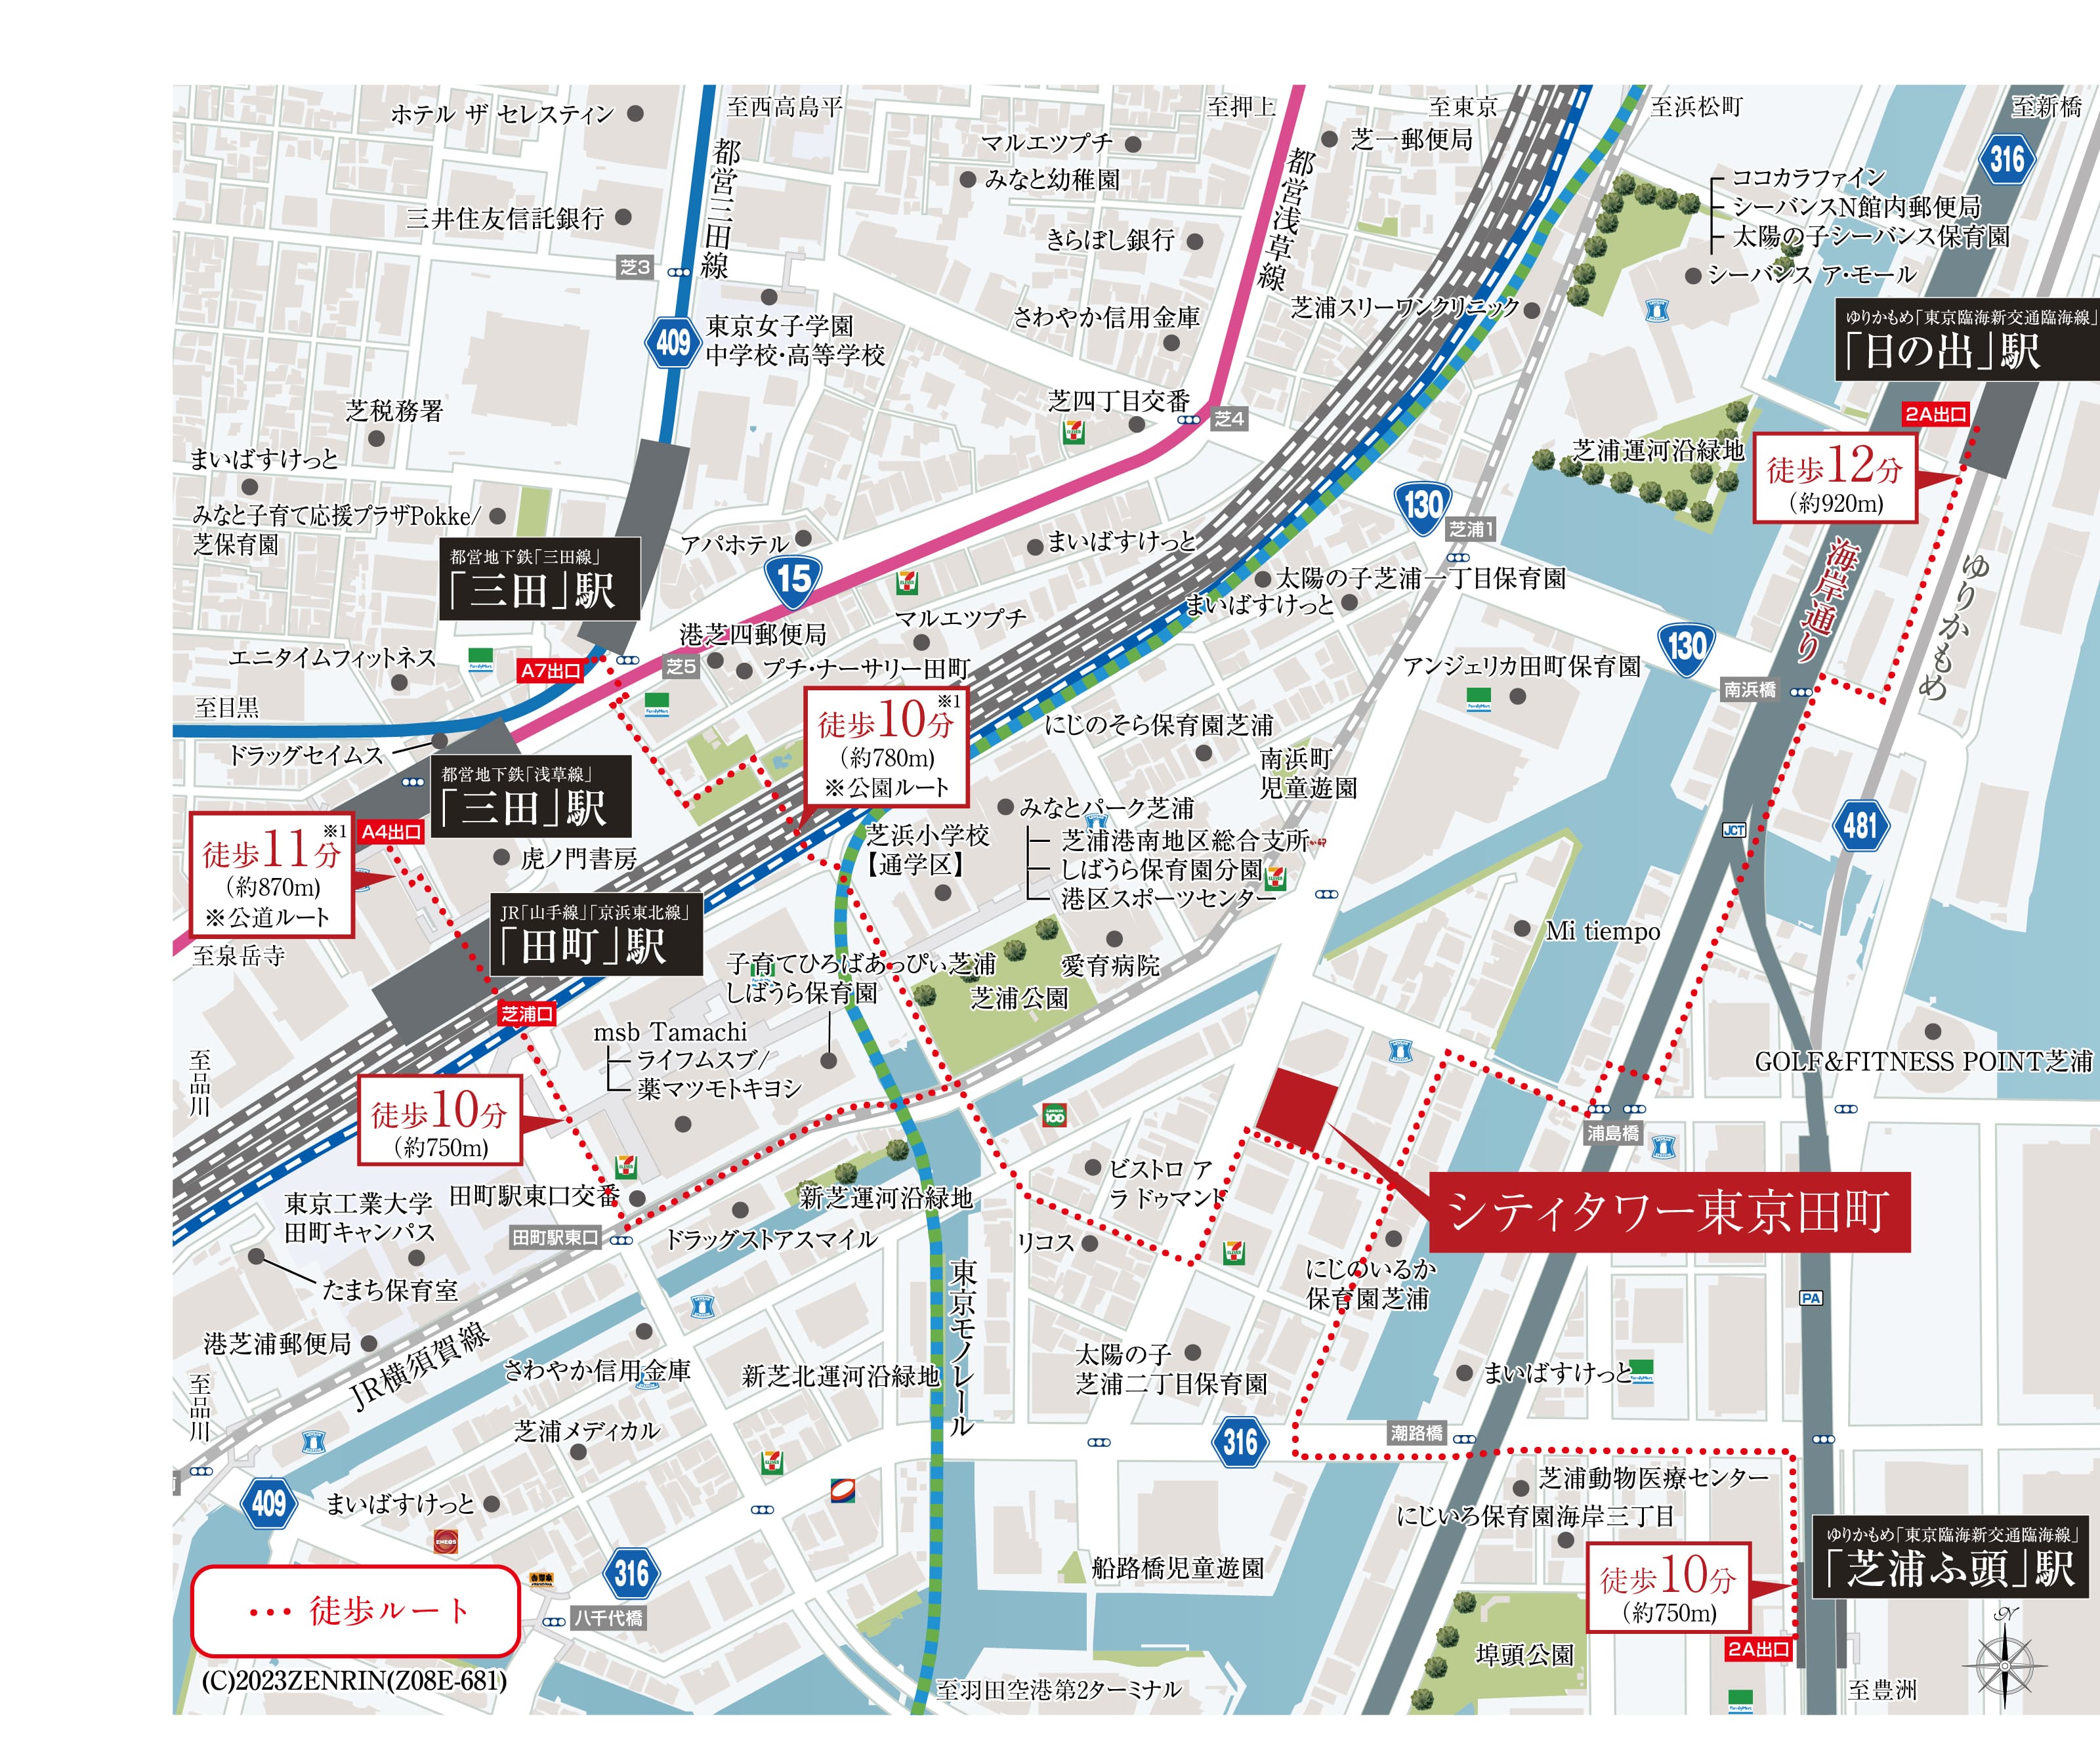 至西高島平
至押上
至東京
至浜松町
至新橋
ホテル ザ セレスティン
都営三田線
マルエツプチ
みなと幼稚園
都営浅草線
芝一郵便局
316
ココカラファイン
シーバンスN館内郵便局
太陽の子シーバンス保育園
シーバンス ア・モール
三井住友信託銀行
芝3
きらぼし銀行
409
東京女子学園
中学校・高等学校
さわやか信用金庫
芝浦スリーワンクリニック
ゆりかもめ「東京臨海新交通臨海線」
「日の出」駅
2A出口
徒歩12分
(約920m)
芝税務署
芝四丁目交番
芝4
芝浦運河沿緑地
まいばすけっと
みなと子育て応援プラザPokke/
芝保育園
都営地下鉄「三田線」
「三田」駅
アパホテル
15
まいばすけっと
130
芝浦1
海岸通り
ゆりかもめ
太陽の子芝浦一丁目保育園
まいばすけっと
マルエツプチ
港芝四郵便局
芝5
プチ・ナーサリー田町
エニタイムフィットネス
FamilyMart
A7出口
FamilyMart
至目黒
ドラッグセイムス
アンジェリカ田町保育園
FamilyMart
130
南浜橋
徒歩10分※1
(約780m)
※公園ルート
にじのそら保育園芝浦
南浜町
児童遊園
都営地下鉄「浅草線」
「三田」駅
徒歩11分※1
(約870m)
※公道ルート
A4出口
虎ノ門書房
至泉岳寺
芝浜小学校
【通学区】
みなとパーク芝浦
芝浦港南地区総合支所
しばうら保育園分園
港区スポーツセンター
JCT
481
JR「山手線」「京浜東北線」
「田町」駅
芝浦口
子育てひろばあっぴぃ芝浦
しばうら保育園
芝浦公園
愛育病院
Mi tiempo
msb Tamachi
ライフムスブ/
薬マツモトキヨシ
至品川
徒歩10分
(約750m)
GOLF&FITNESS POINT芝浦
浦島橋
シティタワー東京田町
東京工業大学
田町キャンパス
田町駅東口交番
田町駅東口
たまち保育室
新芝運河沿緑地
ドラッグストアスマイル
ビストロ ア
ラ ドゥマンド
リコス
にじのいるか
保育園芝浦
PA
港芝浦郵便局
JR横須賀線
至品川
さわやか信用金庫
新芝北運河沿緑地
東京モノレール
太陽の子
芝浦二丁目保育園
まいばすけっと
FamilyMart
芝浦メディカル
316
潮路橋
409
まいばすけっと
ENEOS
芝浦動物医療センター
にじいろ保育園海岸三丁目
ゆりかもめ「東京臨海新交通臨海線」
「芝浦ふ頭」駅
徒歩10分
(約750m)
2A出口
316
八千代橋
船路橋児童遊園
埠頭公園
N
徒歩ルート
(C)2023ZENRIN(Z08E-681)
至羽田空港第2ターミナル
FamilyMart
至豊洲